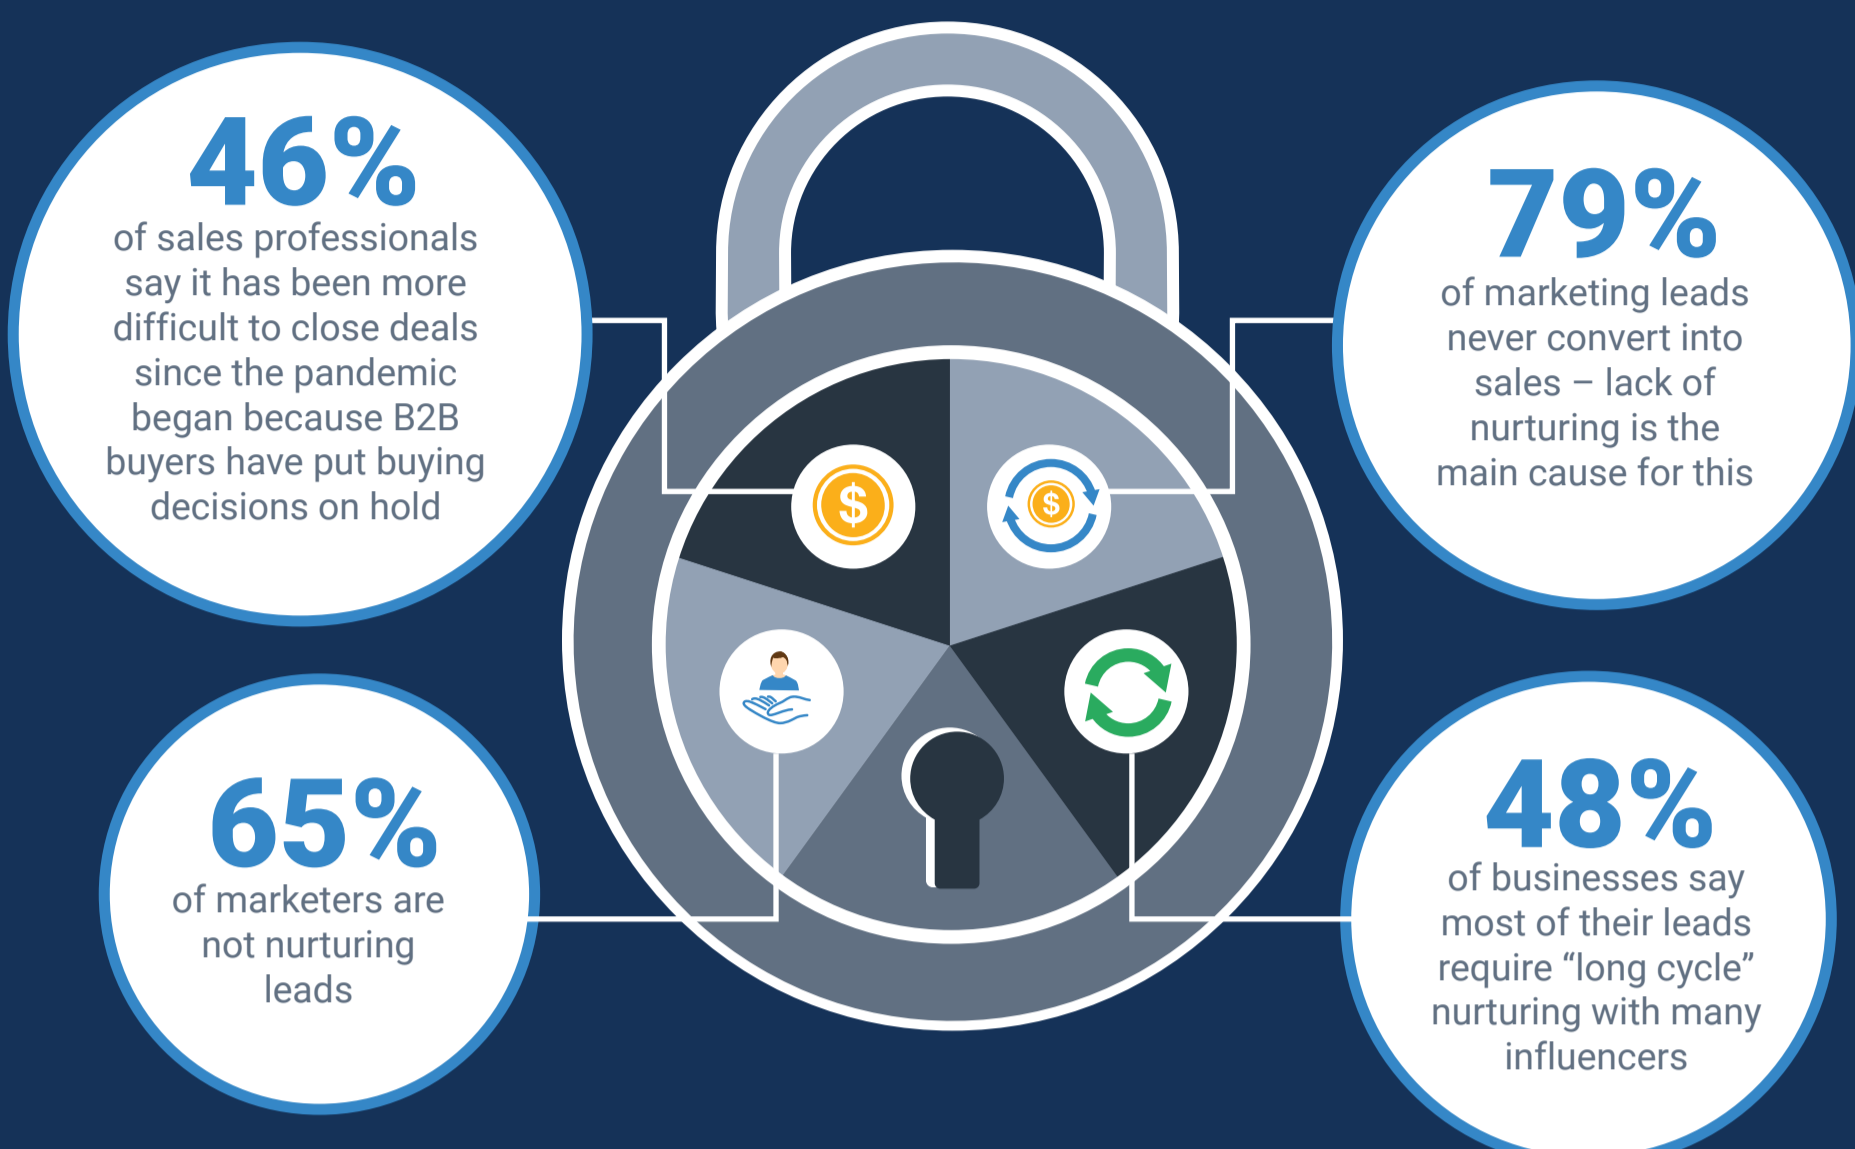 46%
of sales professionals
say it has been more
difficult to close deals
since the pandemic
began because B2B
buyers have put buying
decisions on hold
79%
of marketing leads
never convert into
sales – lack of
nurturing is the
main cause for this
$
$
65%
of marketers are
not nurturing
leads
48%
of businesses say
most of their leads
require “long cycle”
nurturing with many
influencers